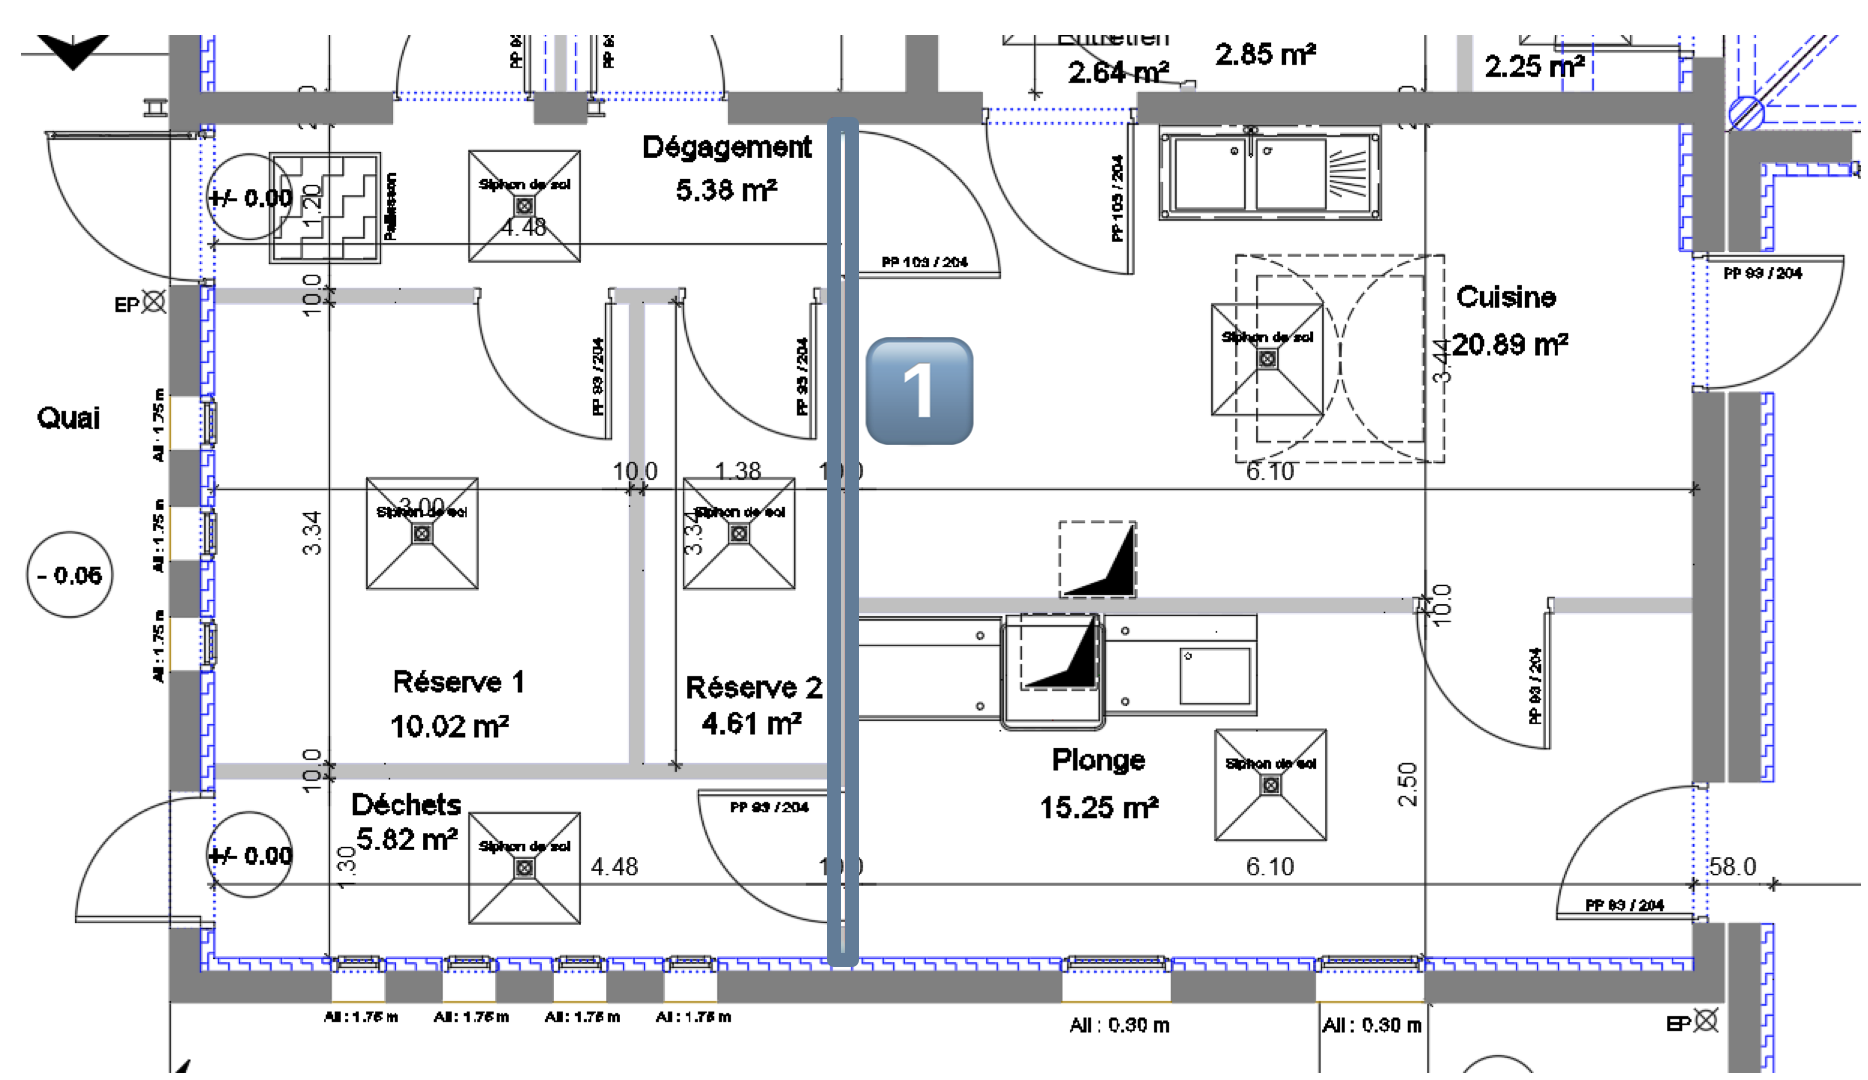 Entretien
2.64 m²
2.85 m²
2.25 m²
Dégagement
5.38 m²
+/- 0.00
1.20
Paillasson
Siphon de sol
4.48
PP 103 / 204
PP 103 / 204
PP 93 / 204
EP
10.0
Cuisine
20.89 m²
Siphon de sol
3.44
PP 93 / 204
PP 93 / 204
1
Quai
All : 1.75 m
All : 1.75 m
All : 1.75 m
10.0
1.38
10.0
6.10
3.00
Siphon de sol
3.34
Siphon de sol
3.34
- 0.05
10.0
Réserve 1
10.02 m²
Réserve 2
4.61 m²
PP 93 / 204
Plonge
15.25 m²
Siphon de sol
2.50
10.0
Déchets
5.82 m²
PP 93 / 204
+/- 0.00
1.30
Siphon de sol
4.48
10.0
6.10
58.0
PP 93 / 204
All : 1.75 m
All : 1.75 m
All : 1.75 m
All : 1.75 m
All : 0.30 m
All : 0.30 m
EP